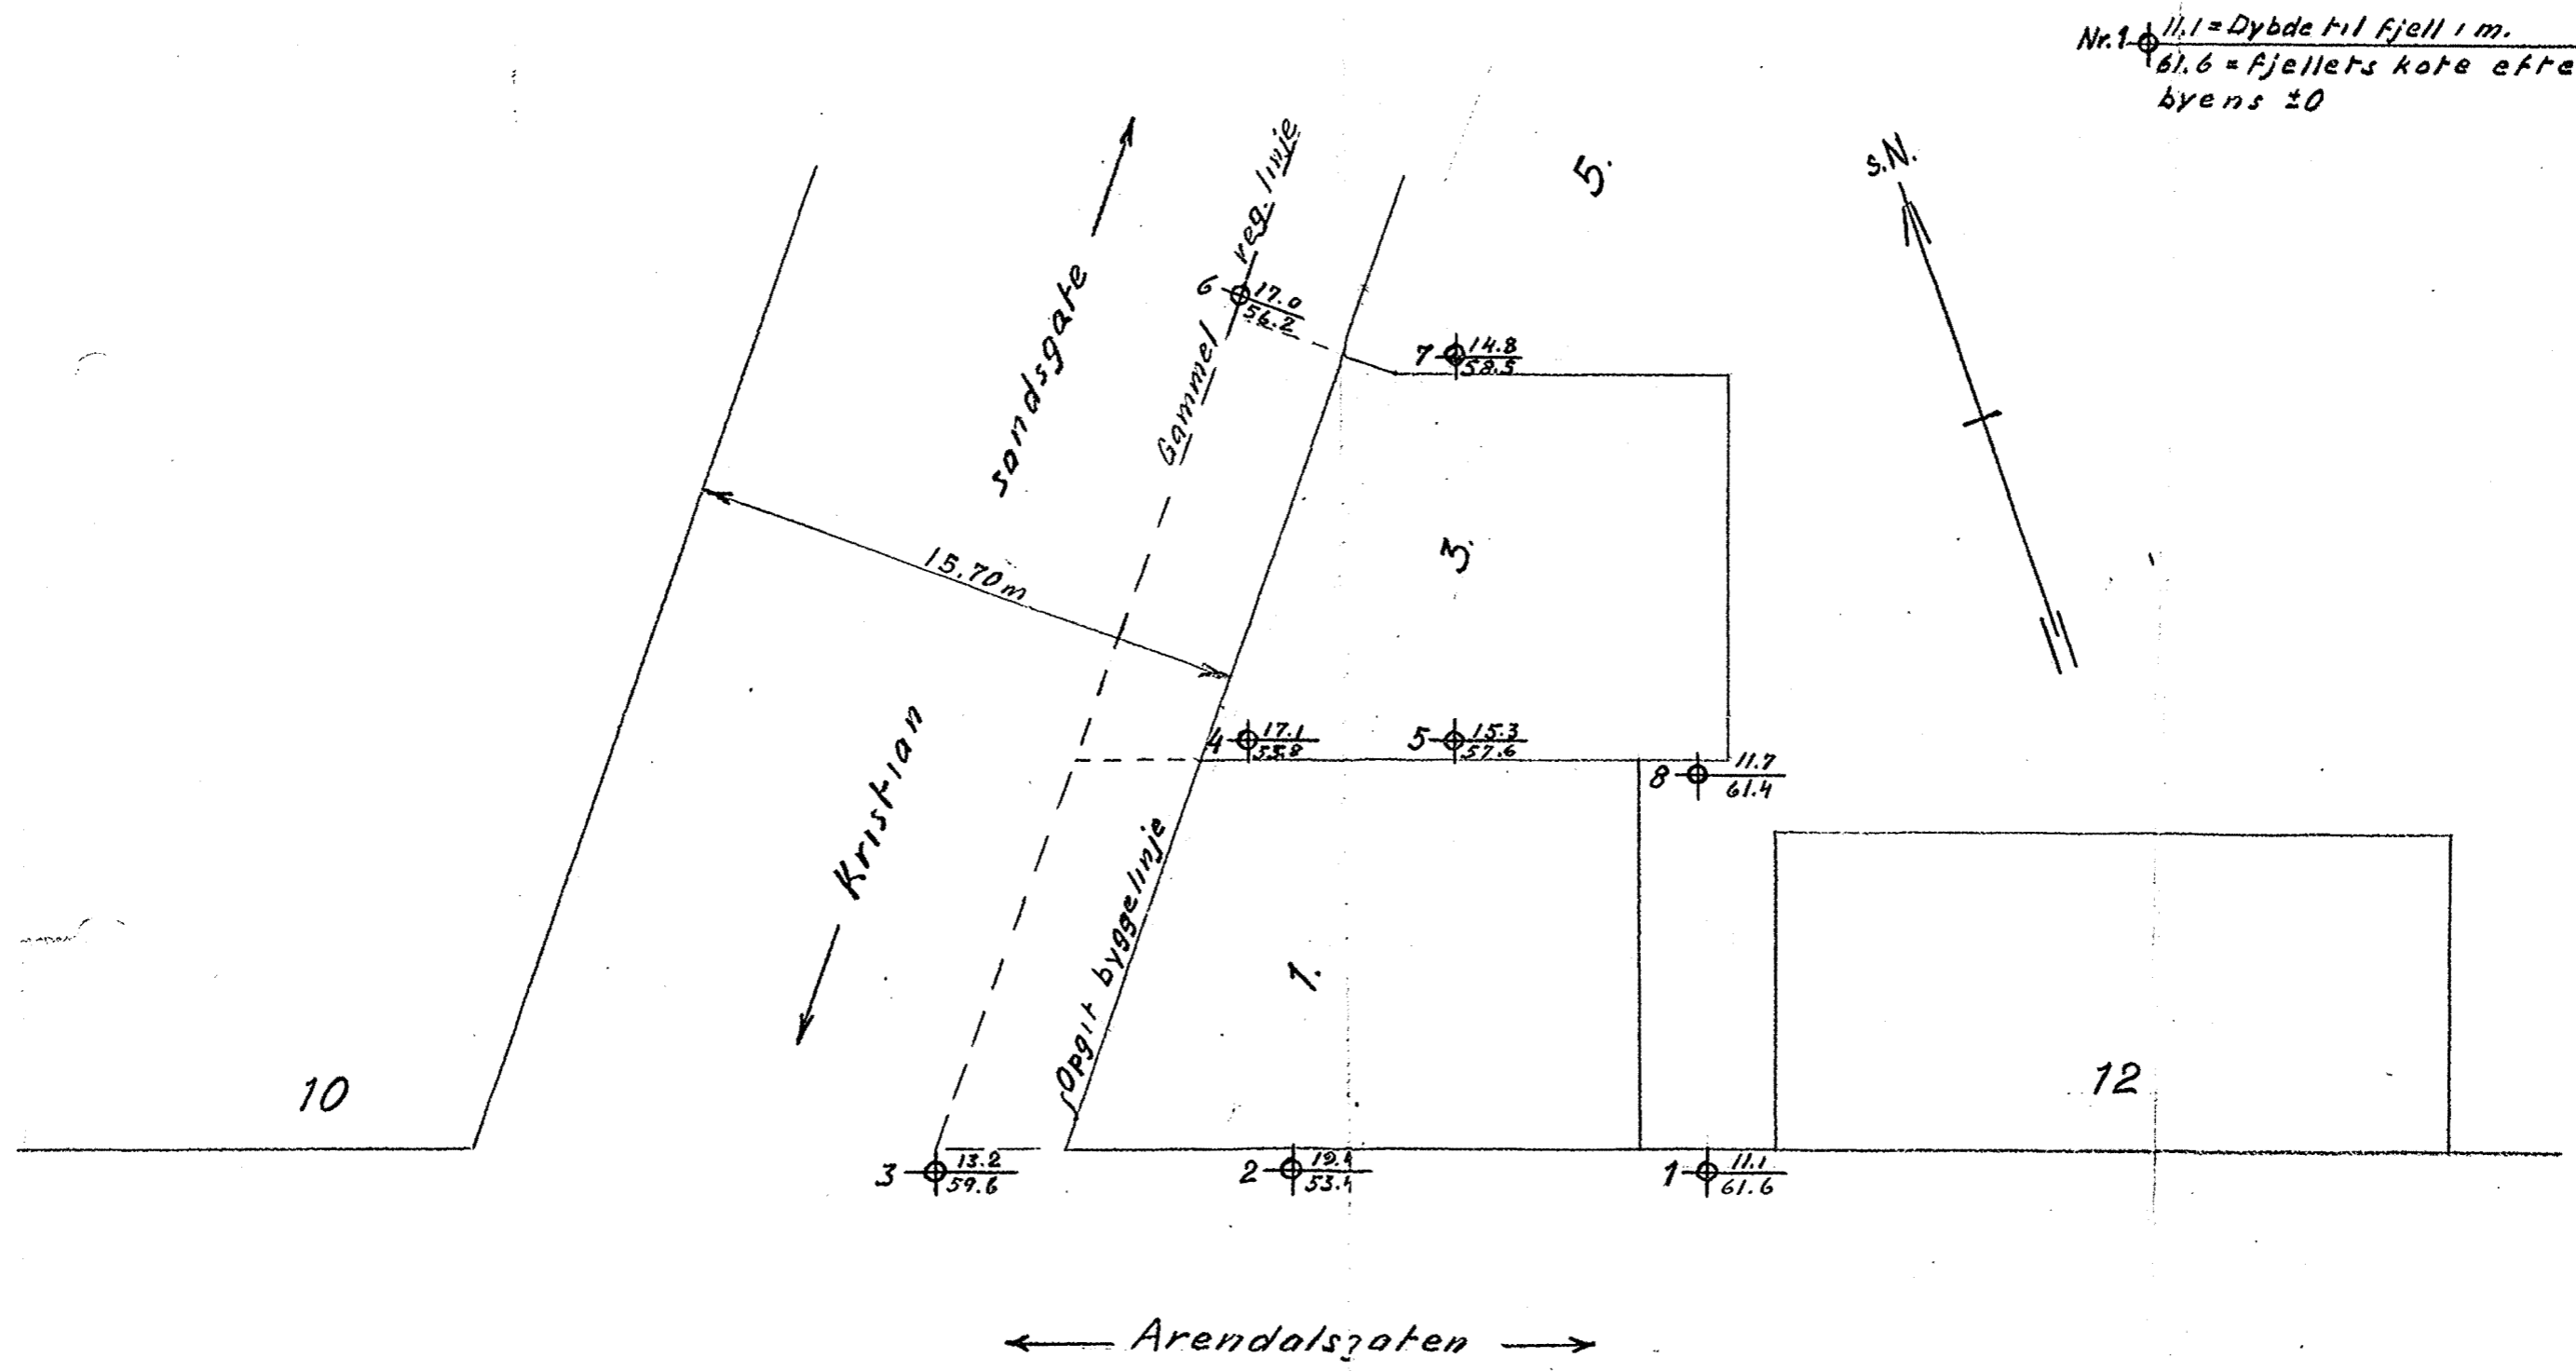 Nr.1 11.1 = Dybde til fjell i m.
61.6 = fjellets kote efte
byens ±0
s.N.
5.
Gammel reg. linje
6 17.0
56.2
7 14.8
58.5
Kristian sandsgate
15.70 m
3.
4 17.1
55.8
5 15.3
57.6
8 11.7
61.4
Opgit byggelinje
1.
10
12
3 13.2
59.6
2 19.4
53.4
1 11.1
61.6
Arendalsgaten